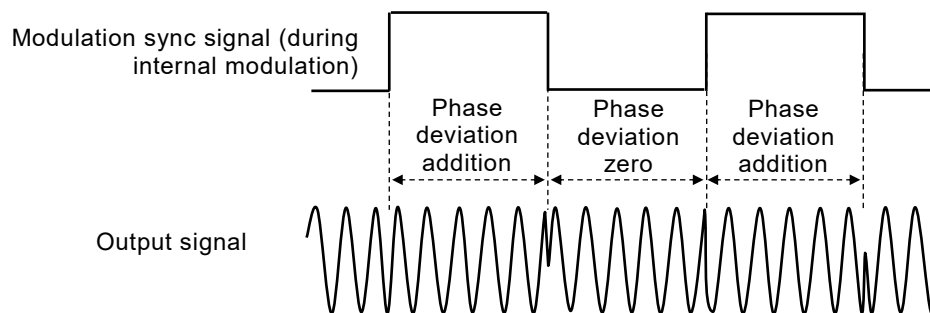 Modulation sync signal (during
internal modulation)
Phase
deviation
addition
Phase
deviation
zero
Phase
deviation
addition
Output signal